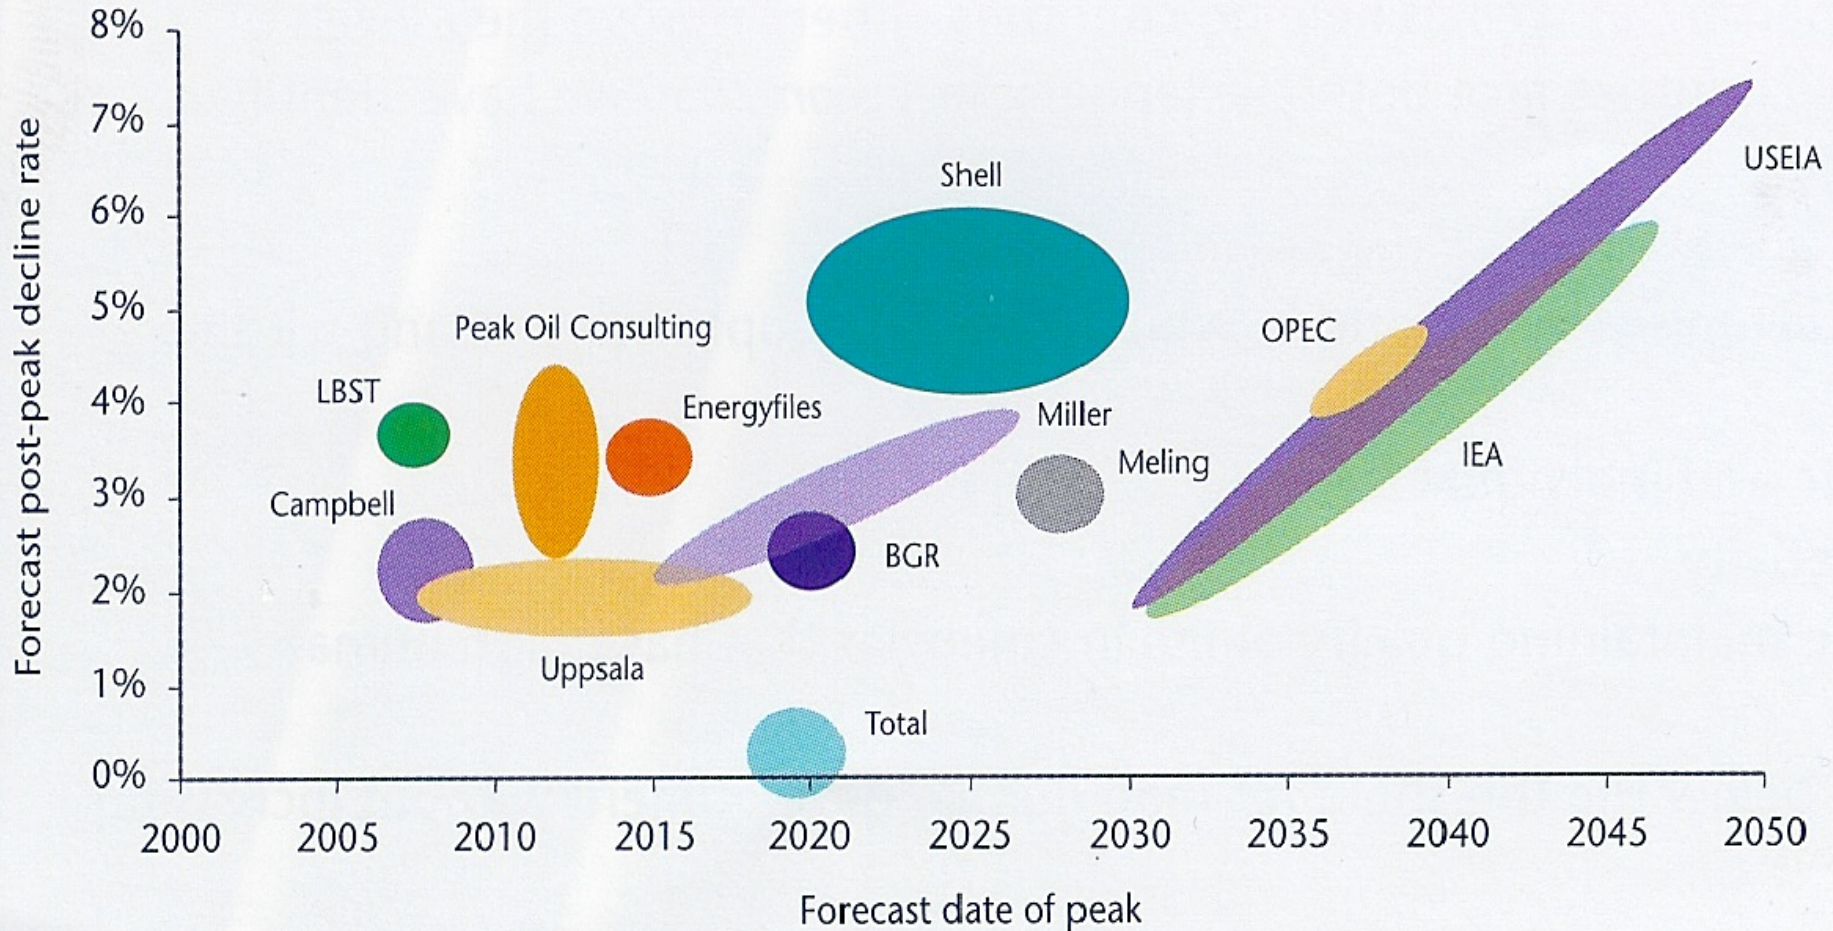 8%
7%
6%
5%
4%
3%
2%
1%
0%
Forecast post-peak decline rate
Shell
USEIA
Peak Oil Consulting
OPEC
LBST
Energyfiles
Miller
Meling
IEA
Campbell
BGR
Uppsala
Total
2000 2005 2010 2015 2020 2025 2030 2035 2040 2045 2050
Forecast date of peak